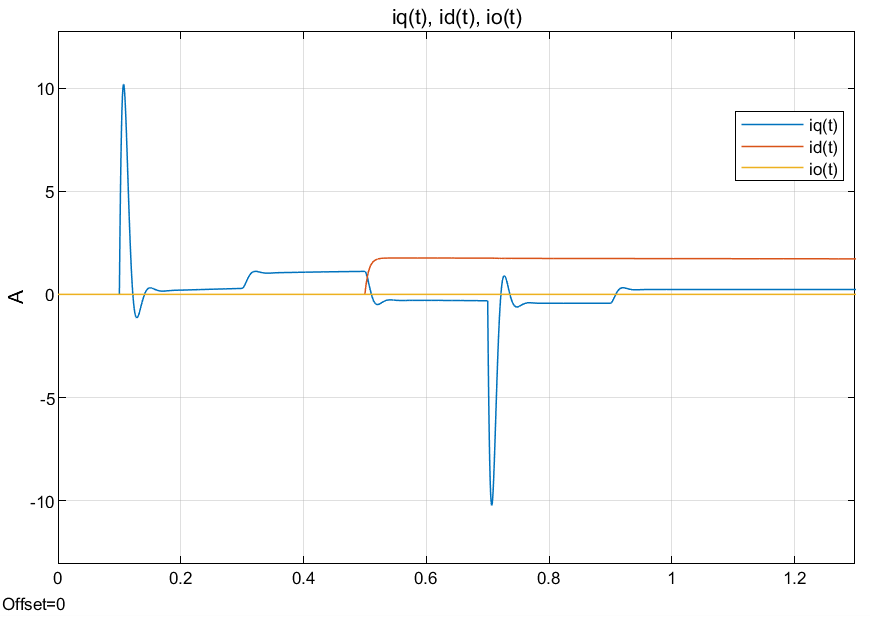 iq(t), id(t), io(t)
10
5
0
-5
-10
A
iq(t)
id(t)
io(t)
0 0.2 0.4 0.6 0.8 1 1.2
Offset=0